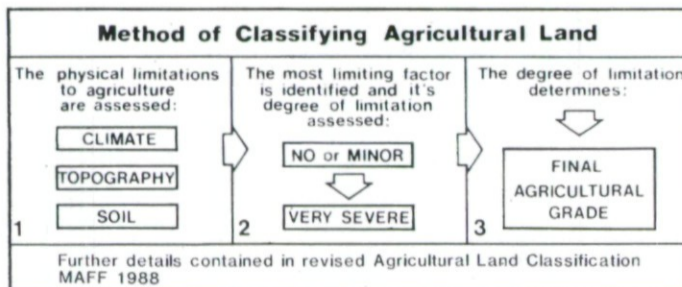 Method of Classifying Agricultural Land
The physical limitations
to agriculture
are assessed:
CLIMATE
TOPOGRAPHY
SOIL
1
The most limiting factor
is identified and it's
degree of limitation
assessed:
NO or MINOR
VERY SEVERE
2
The degree of limitation
determines:
FINAL
AGRICULTURAL
GRADE
3
Further details contained in revised Agricultural Land Classification
MAFF 1988